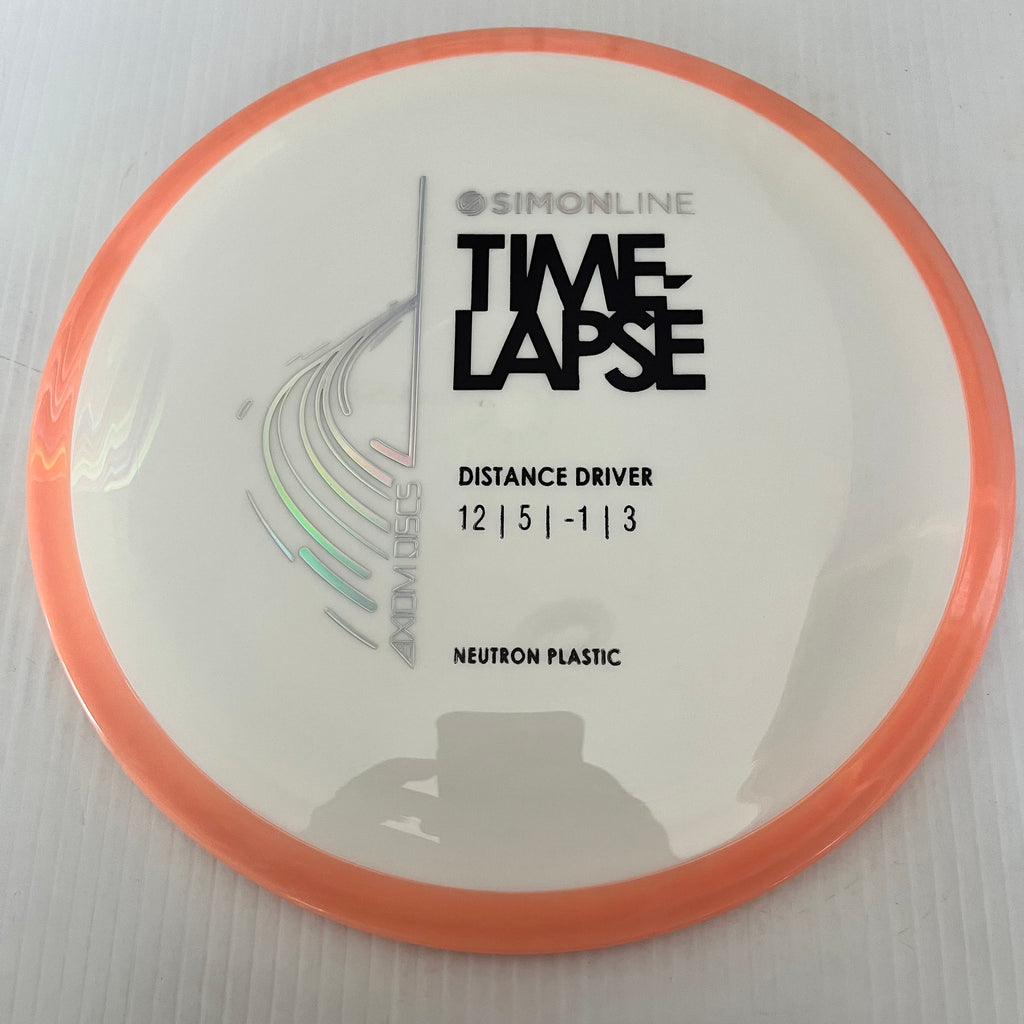 SIMONLINE
TIME-
LAPSE
DISTANCE DRIVER
12 | 5 | -1 | 3
AXIOM DISCS
NEUTRON PLASTIC